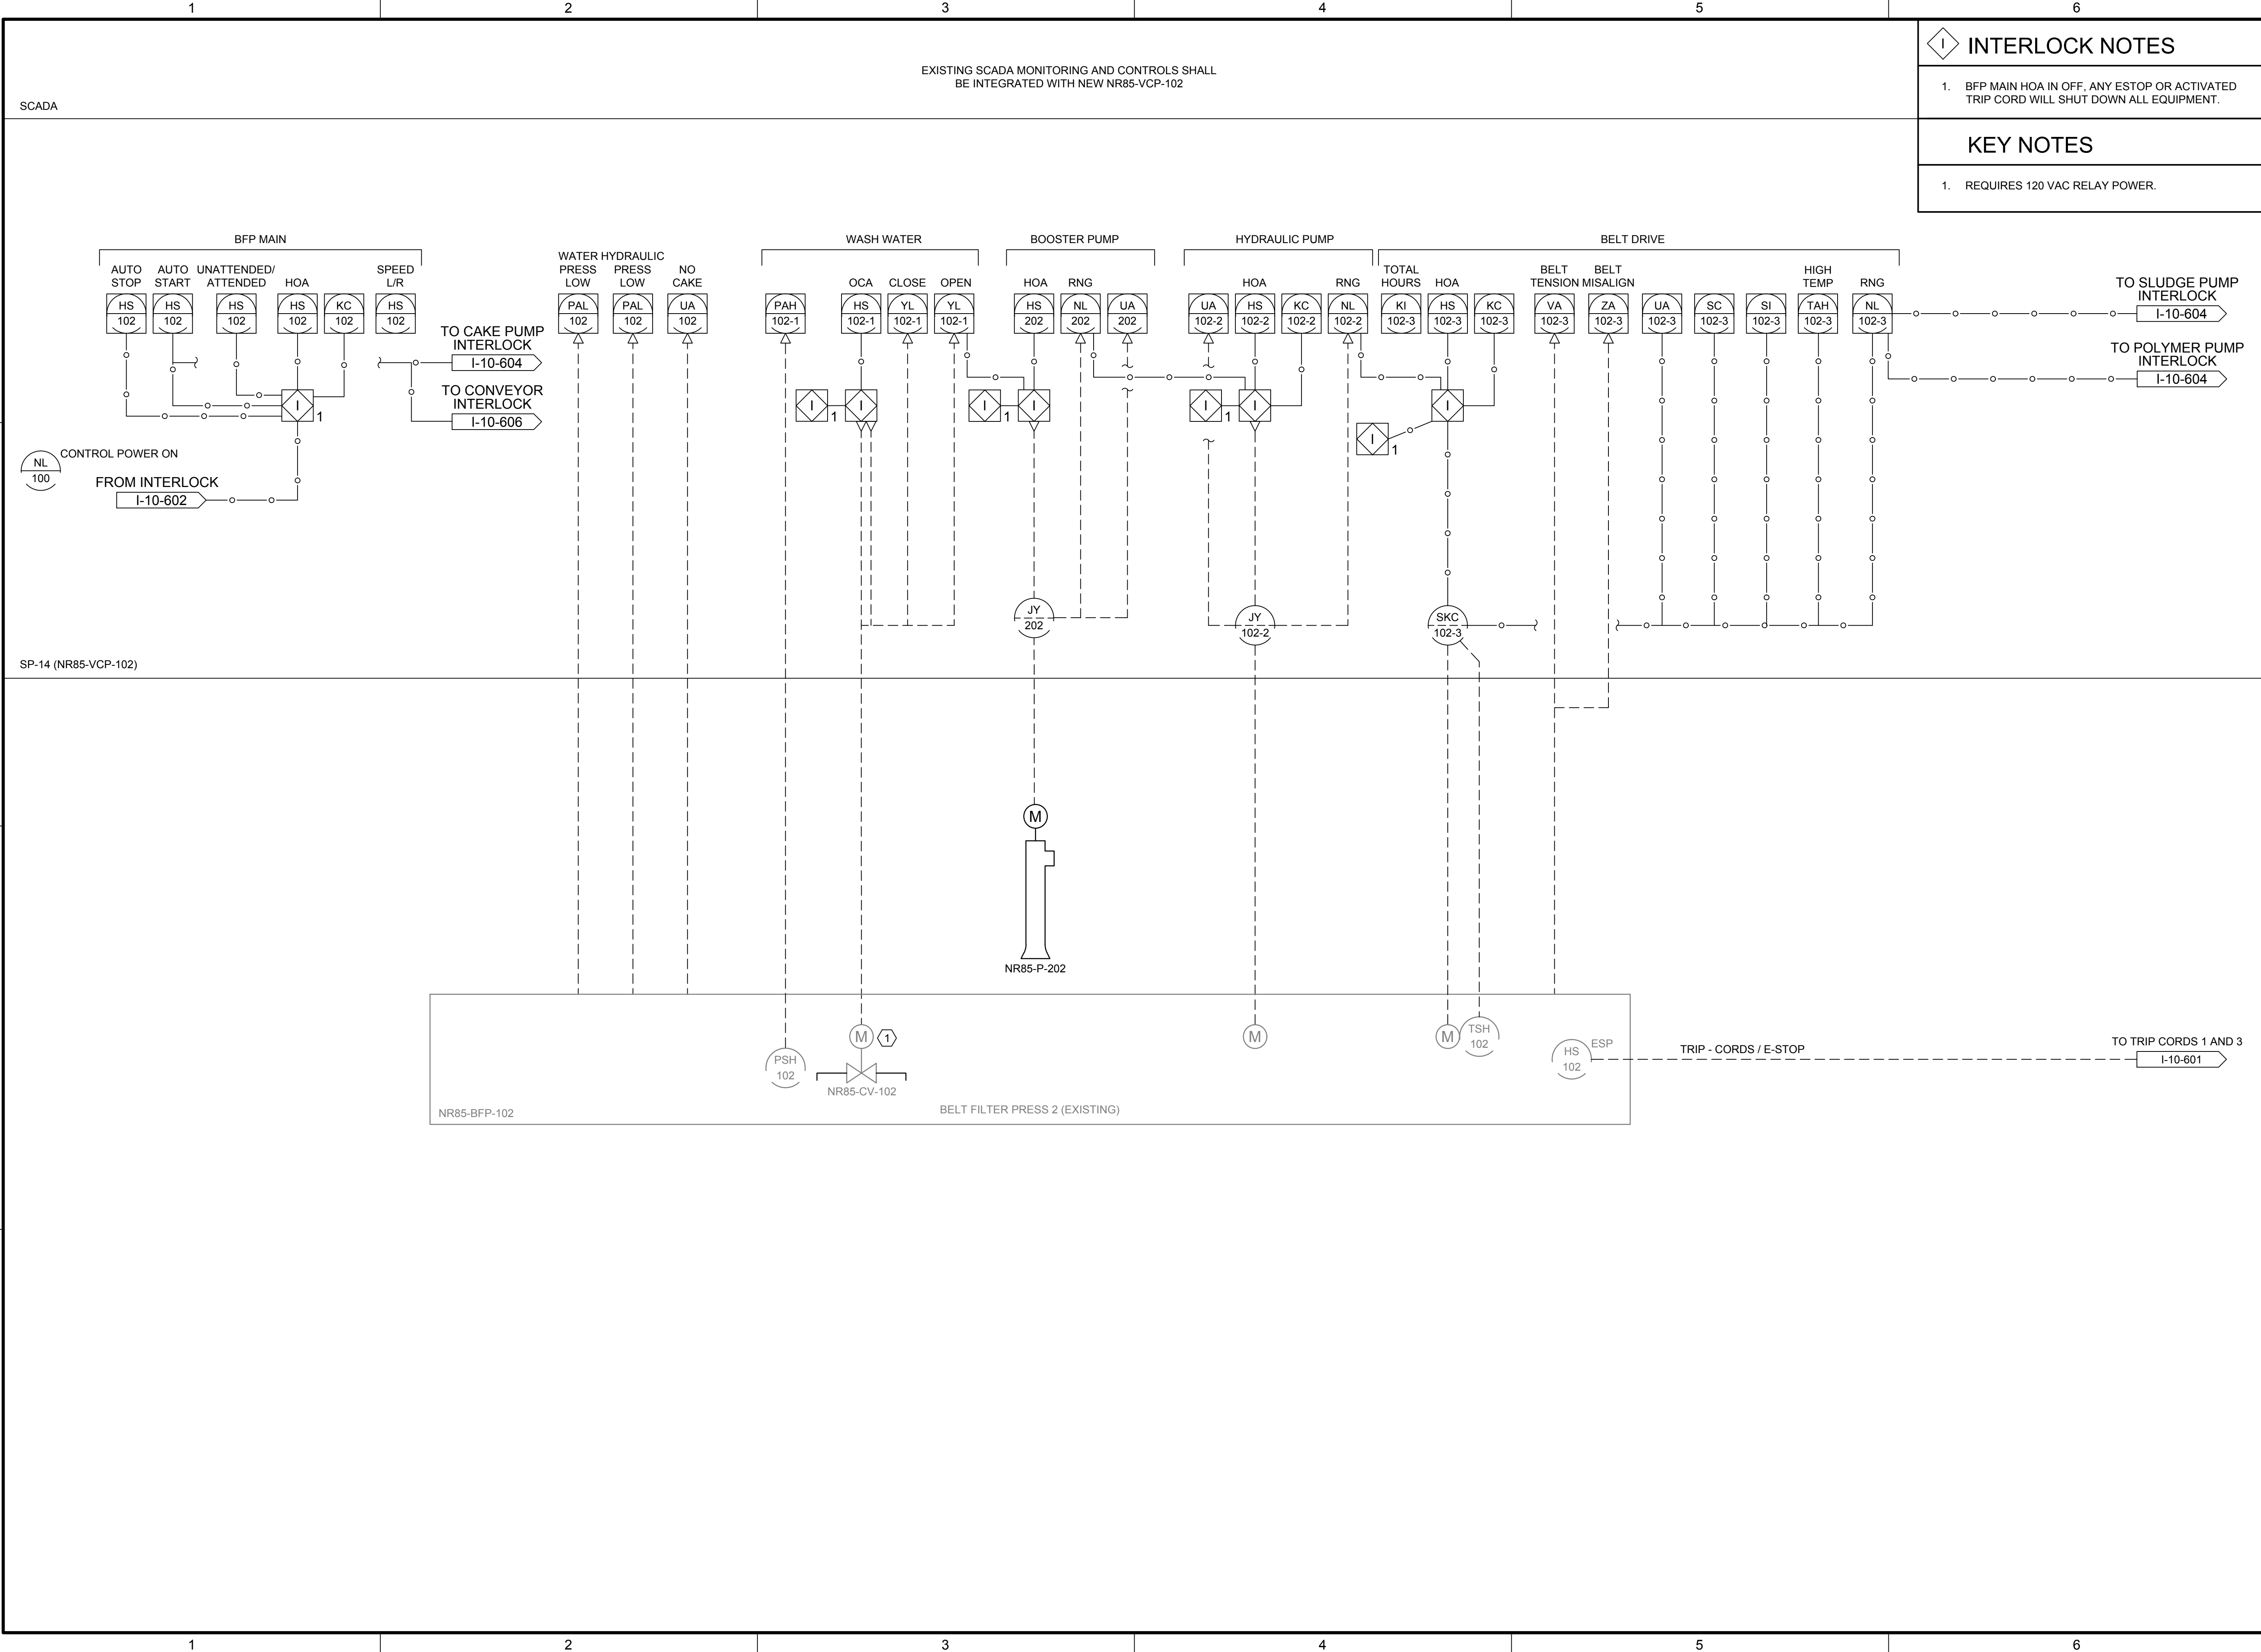 1 2 3 4 5 6
EXISTING SCADA MONITORING AND CONTROLS SHALL
BE INTEGRATED WITH NEW NR85-VCP-102
SCADA
I INTERLOCK NOTES
1. BFP MAIN HOA IN OFF, ANY ESTOP OR ACTIVATED
TRIP CORD WILL SHUT DOWN ALL EQUIPMENT.
KEY NOTES
1. REQUIRES 120 VAC RELAY POWER.
BFP MAIN
AUTO
STOP
HS
102
AUTO
START
HS
102
UNATTENDED/
ATTENDED
HS
102
HOA
HS
102
KC
102
SPEED
L/R
HS
102
I
1
TO CAKE PUMP
INTERLOCK
I-10-604
TO CONVEYOR
INTERLOCK
I-10-606
NL
100
CONTROL POWER ON
FROM INTERLOCK
I-10-602
WATER
PRESS
LOW
PAL
102
HYDRAULIC
PRESS
LOW
PAL
102
NO
CAKE
UA
102
WASH WATER
PAH
102-1
OCA
HS
102-1
CLOSE
YL
102-1
OPEN
YL
102-1
I
1
I
BOOSTER PUMP
HOA
HS
202
RNG
NL
202
UA
202
I
1
I
JY
202
HYDRAULIC PUMP
UA
102-2
HOA
HS
102-2
KC
102-2
RNG
NL
102-2
I
1
I
JY
102-2
BELT DRIVE
TOTAL
HOURS
KI
102-3
HOA
HS
102-3
KC
102-3
BELT
TENSION
VA
102-3
BELT
MISALIGN
ZA
102-3
UA
102-3
SC
102-3
SI
102-3
HIGH
TEMP
TAH
102-3
RNG
NL
102-3
I
I
1
SKC
102-3
TO SLUDGE PUMP
INTERLOCK
I-10-604
TO POLYMER PUMP
INTERLOCK
I-10-604
SP-14 (NR85-VCP-102)
M
NR85-P-202
PSH
102
M
1
NR85-CV-102
M
M
TSH
102
HS
102
ESP
TRIP - CORDS / E-STOP
TO TRIP CORDS 1 AND 3
I-10-601
NR85-BFP-102
BELT FILTER PRESS 2 (EXISTING)
1 2 3 4 5 6